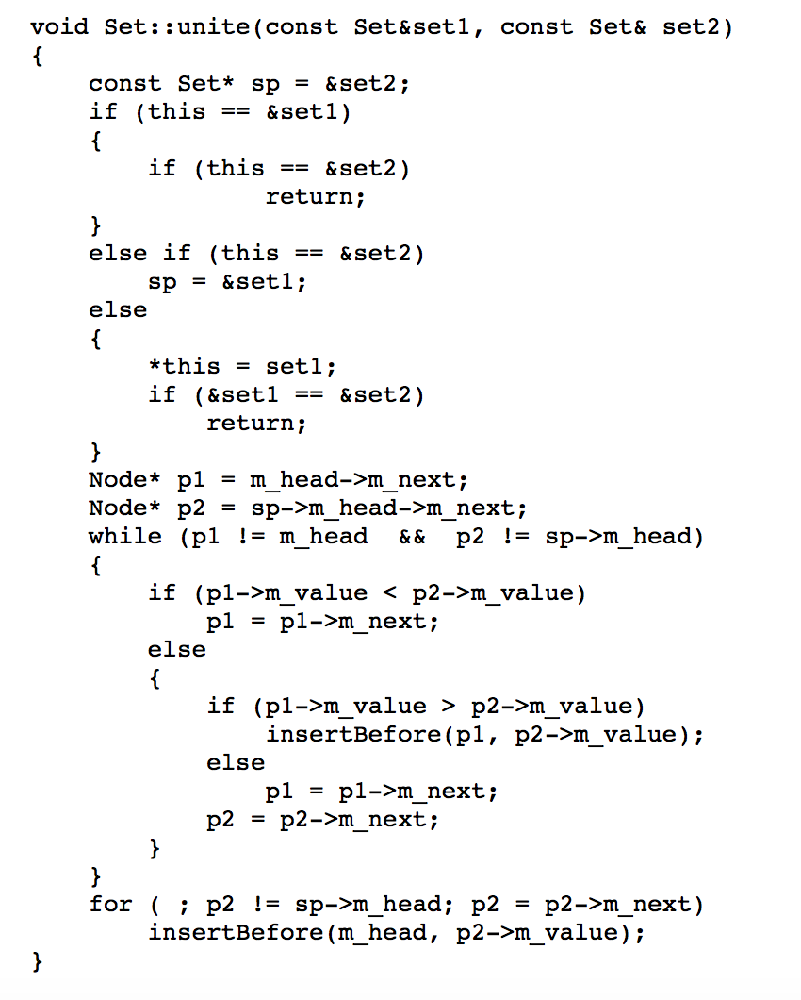 void Set::unite(const Set&set1, const Set& set2)
{
    const Set* sp = &set2;
    if (this == &set1)
    {
        if (this == &set2)
                return;
    }
    else if (this == &set2)
        sp = &set1;
    else
    {
        *this = set1;
        if (&set1 == &set2)
            return;
    }
    Node* p1 = m_head->m_next;
    Node* p2 = sp->m_head->m_next;
    while (p1 != m_head  &&  p2 != sp->m_head)
    {
        if (p1->m_value < p2->m_value)
            p1 = p1->m_next;
        else
        {
            if (p1->m_value > p2->m_value)
                insertBefore(p1, p2->m_value);
            else
                p1 = p1->m_next;
            p2 = p2->m_next;
        }
    }
    for ( ; p2 != sp->m_head; p2 = p2->m_next)
        insertBefore(m_head, p2->m_value);
}